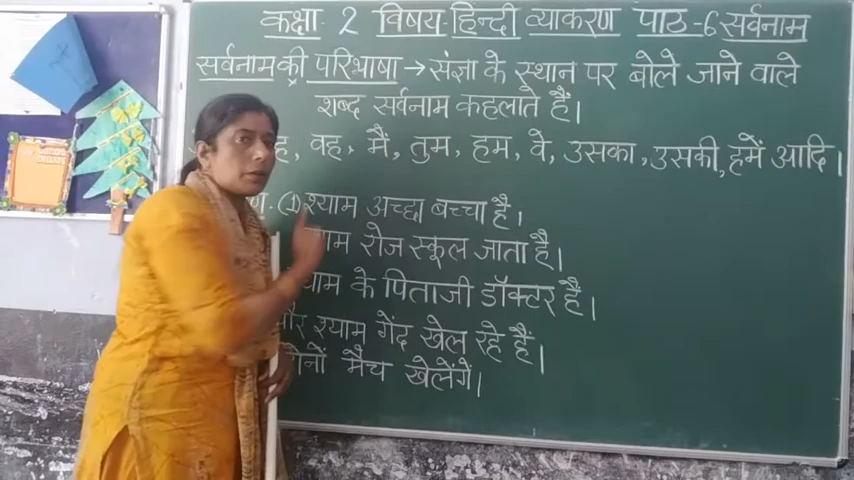 कक्षा- 2 विषय-हिन्दी व्याकरण पाठ-6 सर्वनाम
सर्वनाम की परिभाषा → संज्ञा के स्थान पर बोले जाने वाले
शब्द सर्वनाम कहलाते हैं।
वह, मैं, तुम, हम, वे, उसका, उसकी, हमें आदि।
(1) श्याम अच्छा बच्चा है।
रोज स्कूल जाता है।
के पिताजी डॉक्टर है।
श्याम गेंद खेल रहे हैं।
मैच खेलेंगे।